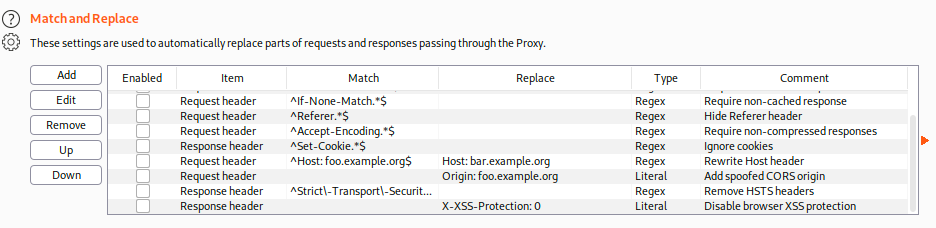 ?
Match and Replace
These settings are used to automatically replace parts of requests and responses passing through the Proxy.
Add
Edit
Remove
Up
Down
Enabled Item Match Replace Type Comment
Request header ^If-None-Match.*$ Regex Require non-cached response
Request header ^Referer.*$ Regex Hide Referer header
Request header ^Accept-Encoding.*$ Regex Require non-compressed responses
Response header ^Set-Cookie.*$ Regex Ignore cookies
Request header ^Host: foo.example.org$ Host: bar.example.org Regex Rewrite Host header
Request header Origin: foo.example.org Literal Add spoofed CORS origin
Response header ^Strict\-Transport\-Securit... Regex Remove HSTS headers
Response header X-XSS-Protection: 0 Literal Disable browser XSS protection